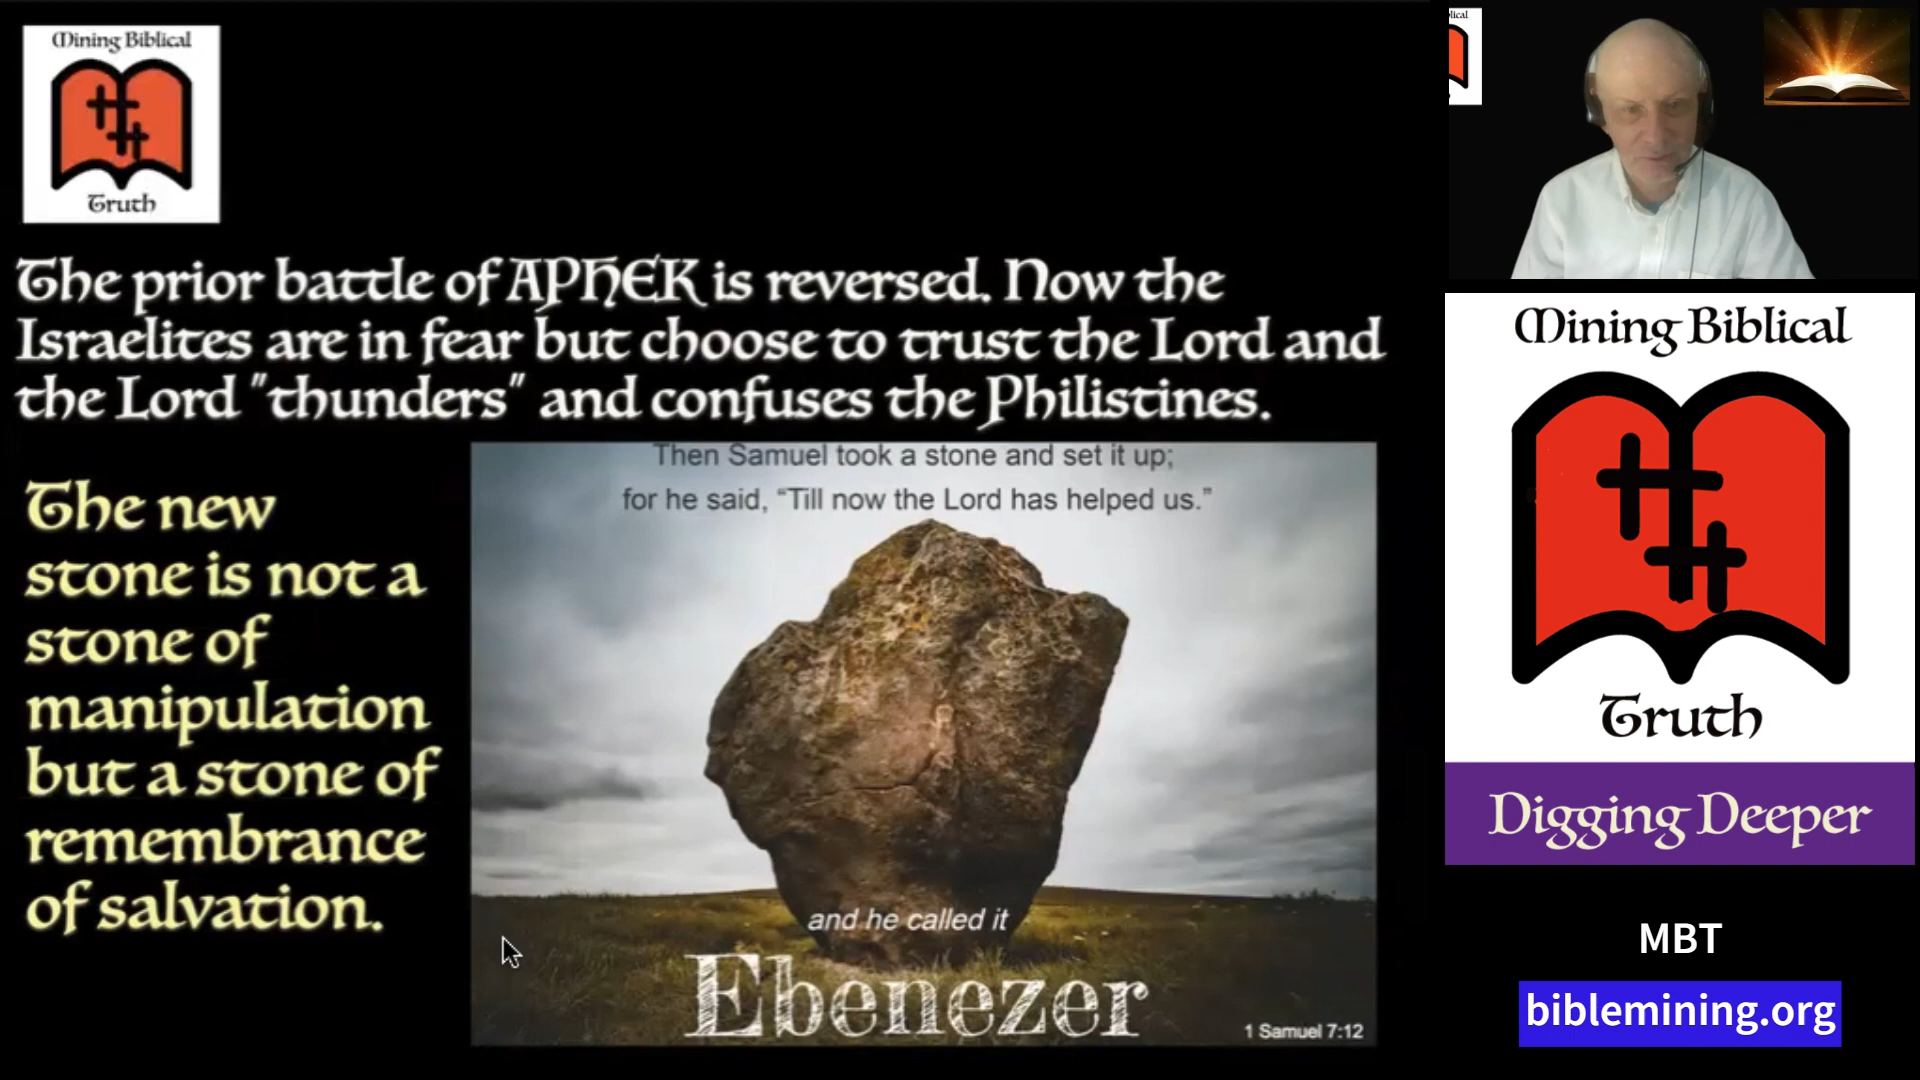 Mining Biblical
Truth
The prior battle of APHEK is reversed. Now the
Israelites are in fear but choose to trust the Lord and
the Lord "thunders" and confuses the Philistines.
The new
stone is not a
stone of
manipulation
but a stone of
remembrance
of salvation.
Then Samuel took a stone and set it up;
for he said, “Till now the Lord has helped us.”
and he called it
Ebenezer
1 Samuel 7:12
Mining Biblical
Truth
Digging Deeper
MBT
biblemining.org